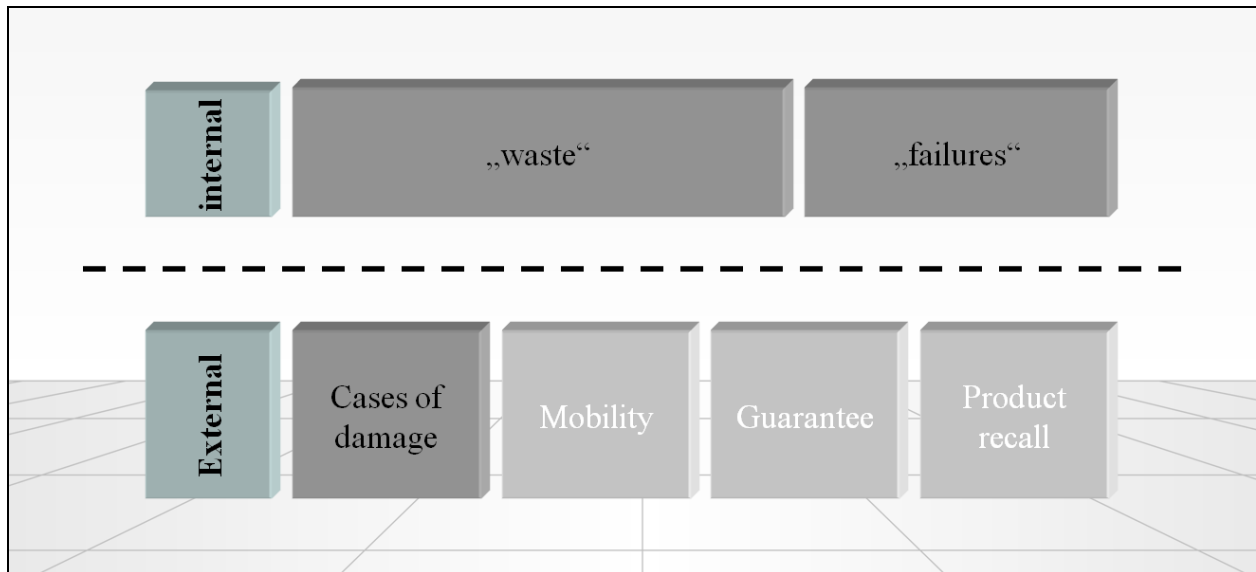 internal
„waste“
„failures“
External
Cases of
damage
Mobility
Guarantee
Product
recall